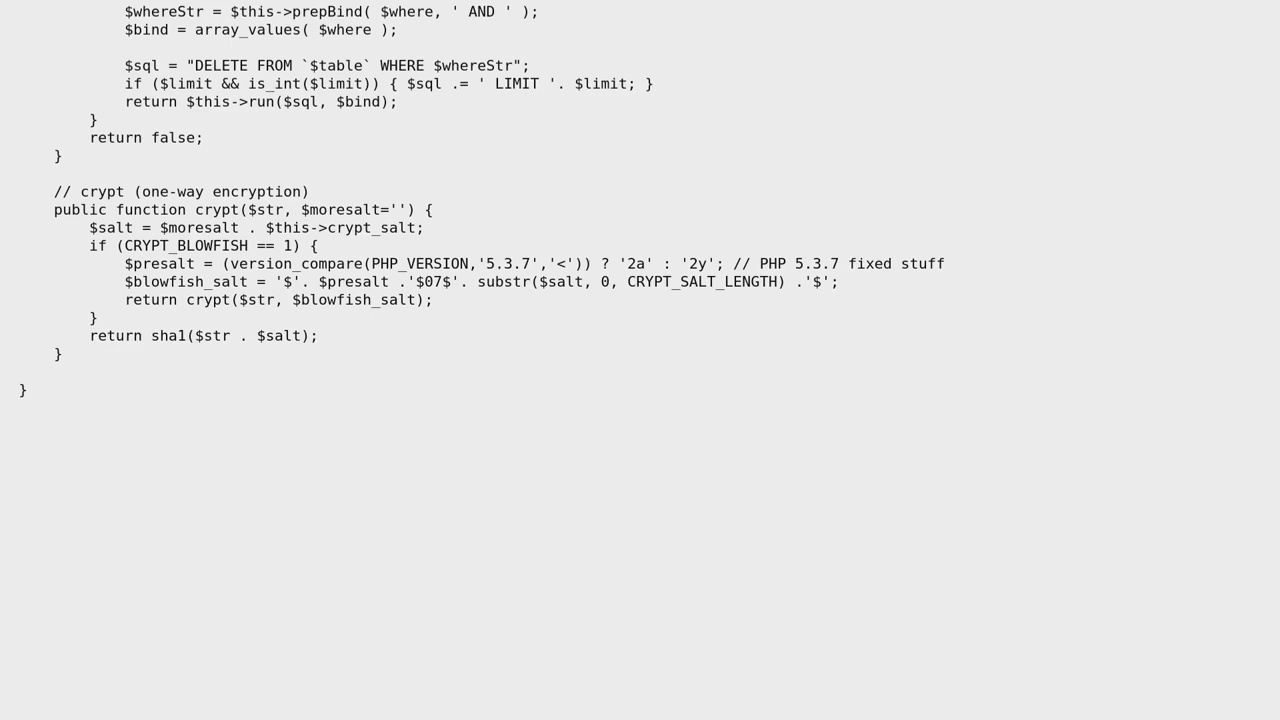 $whereStr = $this->prepBind( $where, ' AND ' );
$bind = array_values( $where );
$sql = "DELETE FROM `$table` WHERE $whereStr";
if ($limit && is_int($limit)) { $sql .= ' LIMIT '. $limit; }
return $this->run($sql, $bind);
}
return false;
}
// crypt (one-way encryption)
public function crypt($str, $moresalt='') {
$salt = $moresalt . $this->crypt_salt;
if (CRYPT_BLOWFISH == 1) {
$presalt = (version_compare(PHP_VERSION,'5.3.7','<')) ? '2a' : '2y'; // PHP 5.3.7 fixed stuff
$blowfish_salt = '$'. $presalt .'$07$'. substr($salt, 0, CRYPT_SALT_LENGTH) .'$';
return crypt($str, $blowfish_salt);
}
return sha1($str . $salt);
}
}